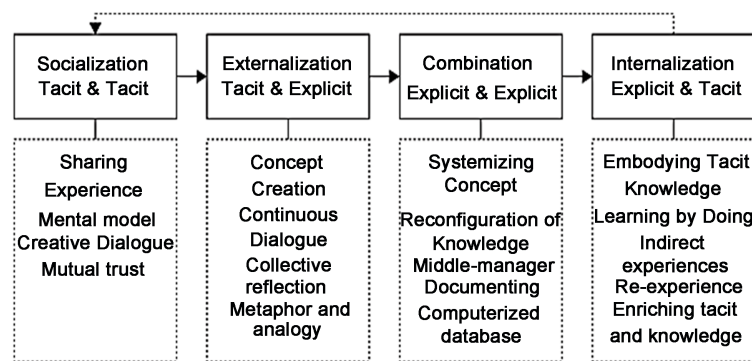 Socialization
Tacit & Tacit
Externalization
Tacit & Explicit
Combination
Explicit & Explicit
Internalization
Explicit & Tacit
Sharing
Experience
Mental model
Creative Dialogue
Mutual trust
Concept
Creation
Continuous
Dialogue
Collective
reflection
Metaphor and
analogy
Systemizing
Concept
Reconfiguration of
Knowledge
Middle-manager
Documenting
Computerized
database
Embodying Tacit
Knowledge
Learning by Doing
Indirect
experiences
Re-experience
Enriching tacit
and knowledge